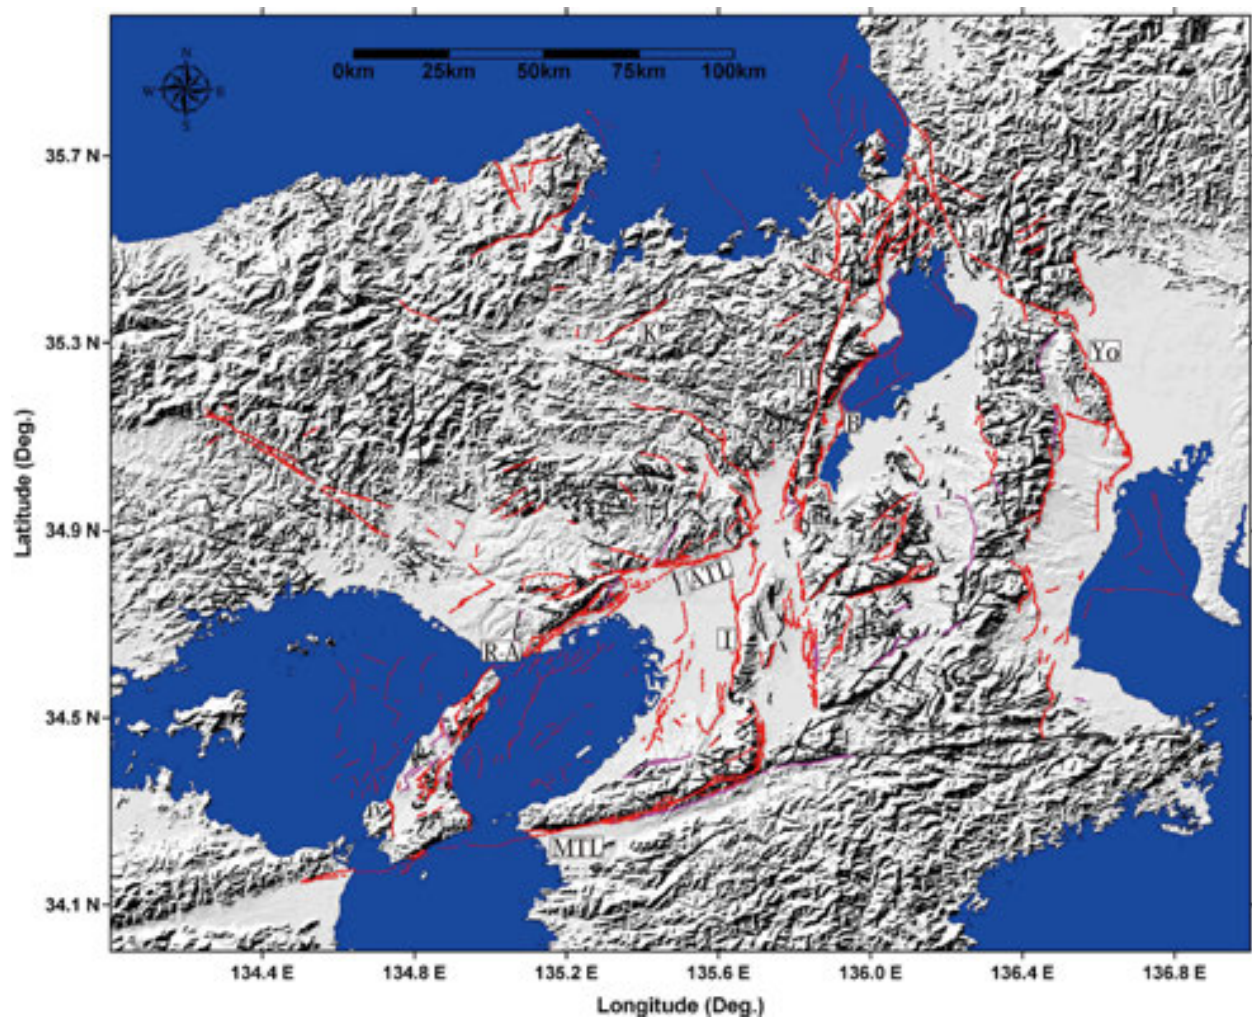 N
W E
S
0km 25km 50km 75km 100km
35.7 N
35.3 N
34.9 N
34.5 N
34.1 N
Latitude (Deg.)
Ya
K
Yo
H
B
ATL
I
R-A
MTL
134.4 E 134.8 E 135.2 E 135.6 E 136.0 E 136.4 E 136.8 E
Longitude (Deg.)